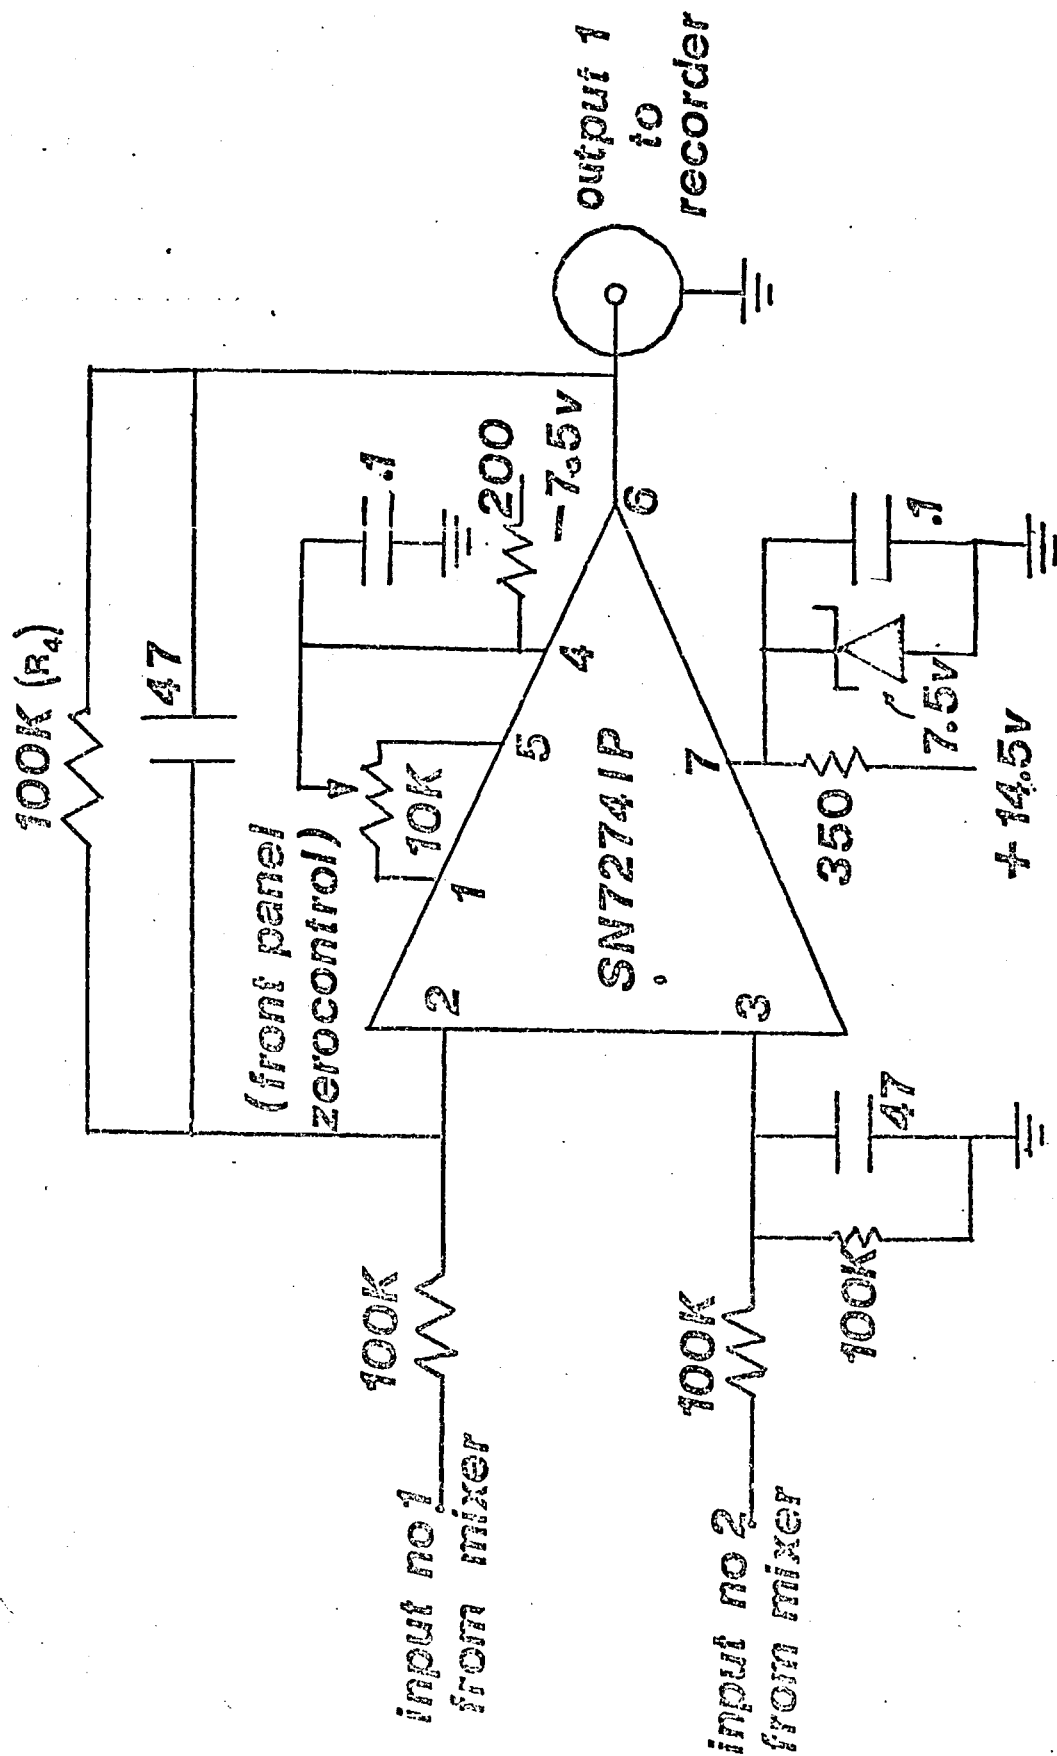 100K (R4)
47
(front panel
zerocontrol)
10K
.1
200
-7.5v
output 1
to
recorder
1
5
4
2
SN72741P
6
3
7
100K
input no 1
from mixer
100K
input no 2
from mixer
47
100K
350
7.5v
.1
+ 14.5v